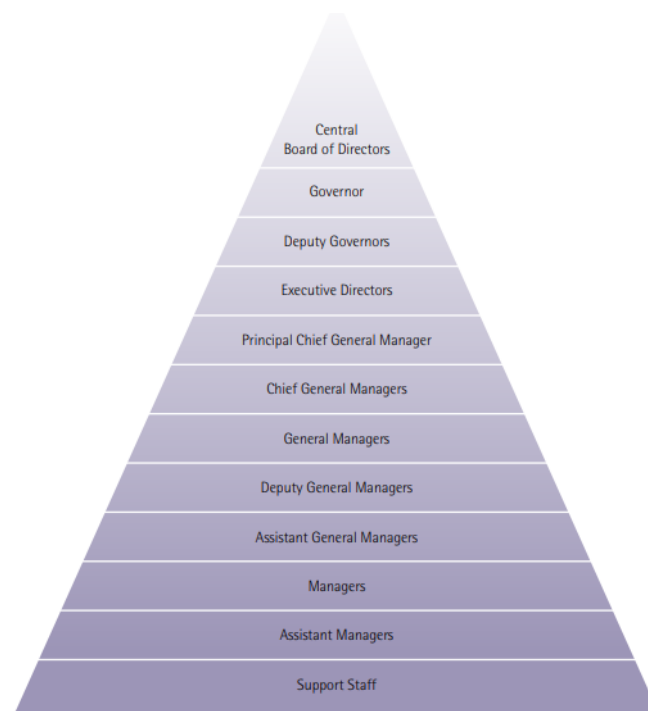 Central
Board of Directors
Governor
Deputy Governors
Executive Directors
Principal Chief General Manager
Chief General Managers
General Managers
Deputy General Managers
Assistant General Managers
Managers
Assistant Managers
Support Staff